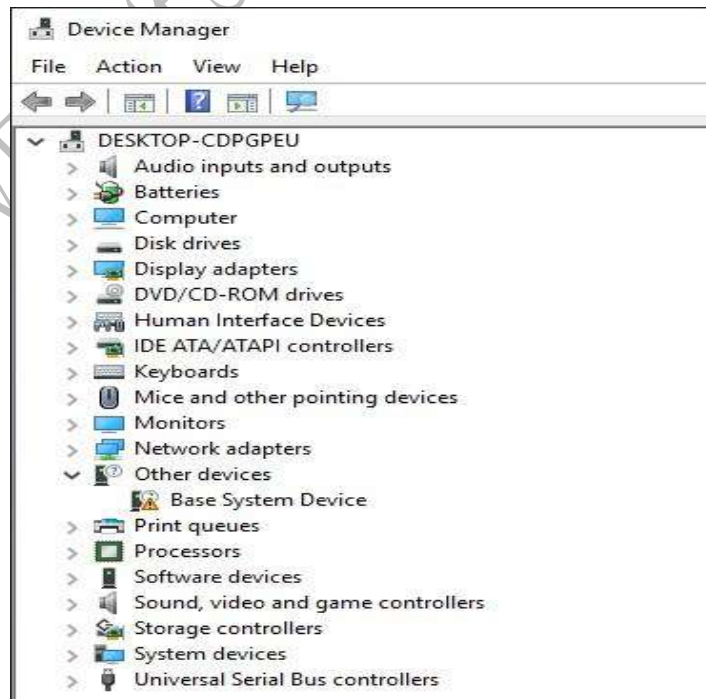 Device Manager
File Action View Help
DESKTOP-CDPGPEU
Audio inputs and outputs
Batteries
Computer
Disk drives
Display adapters
DVD/CD-ROM drives
Human Interface Devices
IDE ATA/ATAPI controllers
Keyboards
Mice and other pointing devices
Monitors
Network adapters
Other devices
Base System Device
Print queues
Processors
Software devices
Sound, video and game controllers
Storage controllers
System devices
Universal Serial Bus controllers